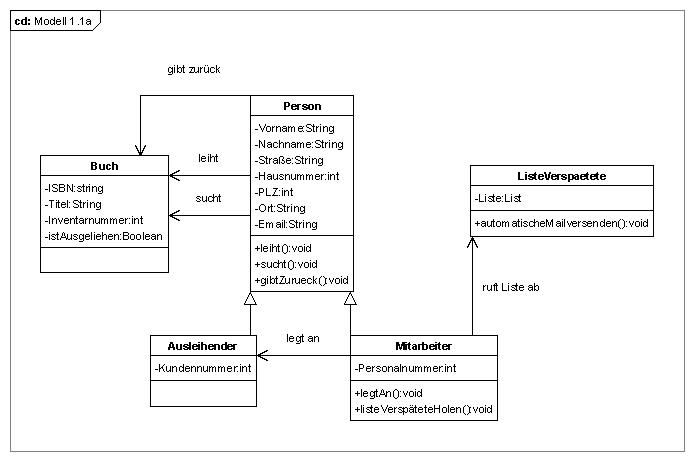 cd: Modell 1.1a
gibt zurück
Person
-Vorname:String
-Nachname:String
-Straße:String
-Hausnummer:int
-PLZ:int
-Ort:String
-Email:String
+leiht():void
+sucht():void
+gibtZurueck():void
leiht
sucht
Buch
-ISBN:string
-Titel:String
-Inventarnummer:int
-istAusgeliehen:Boolean
ListeVerspaetete
-Liste:List
+automatischeMailversenden():void
ruft Liste ab
legt an
Ausleihender
-Kundennummer:int
Mitarbeiter
-Personalnummer:int
+legtAn():void
+listeVerspäteteHolen():void